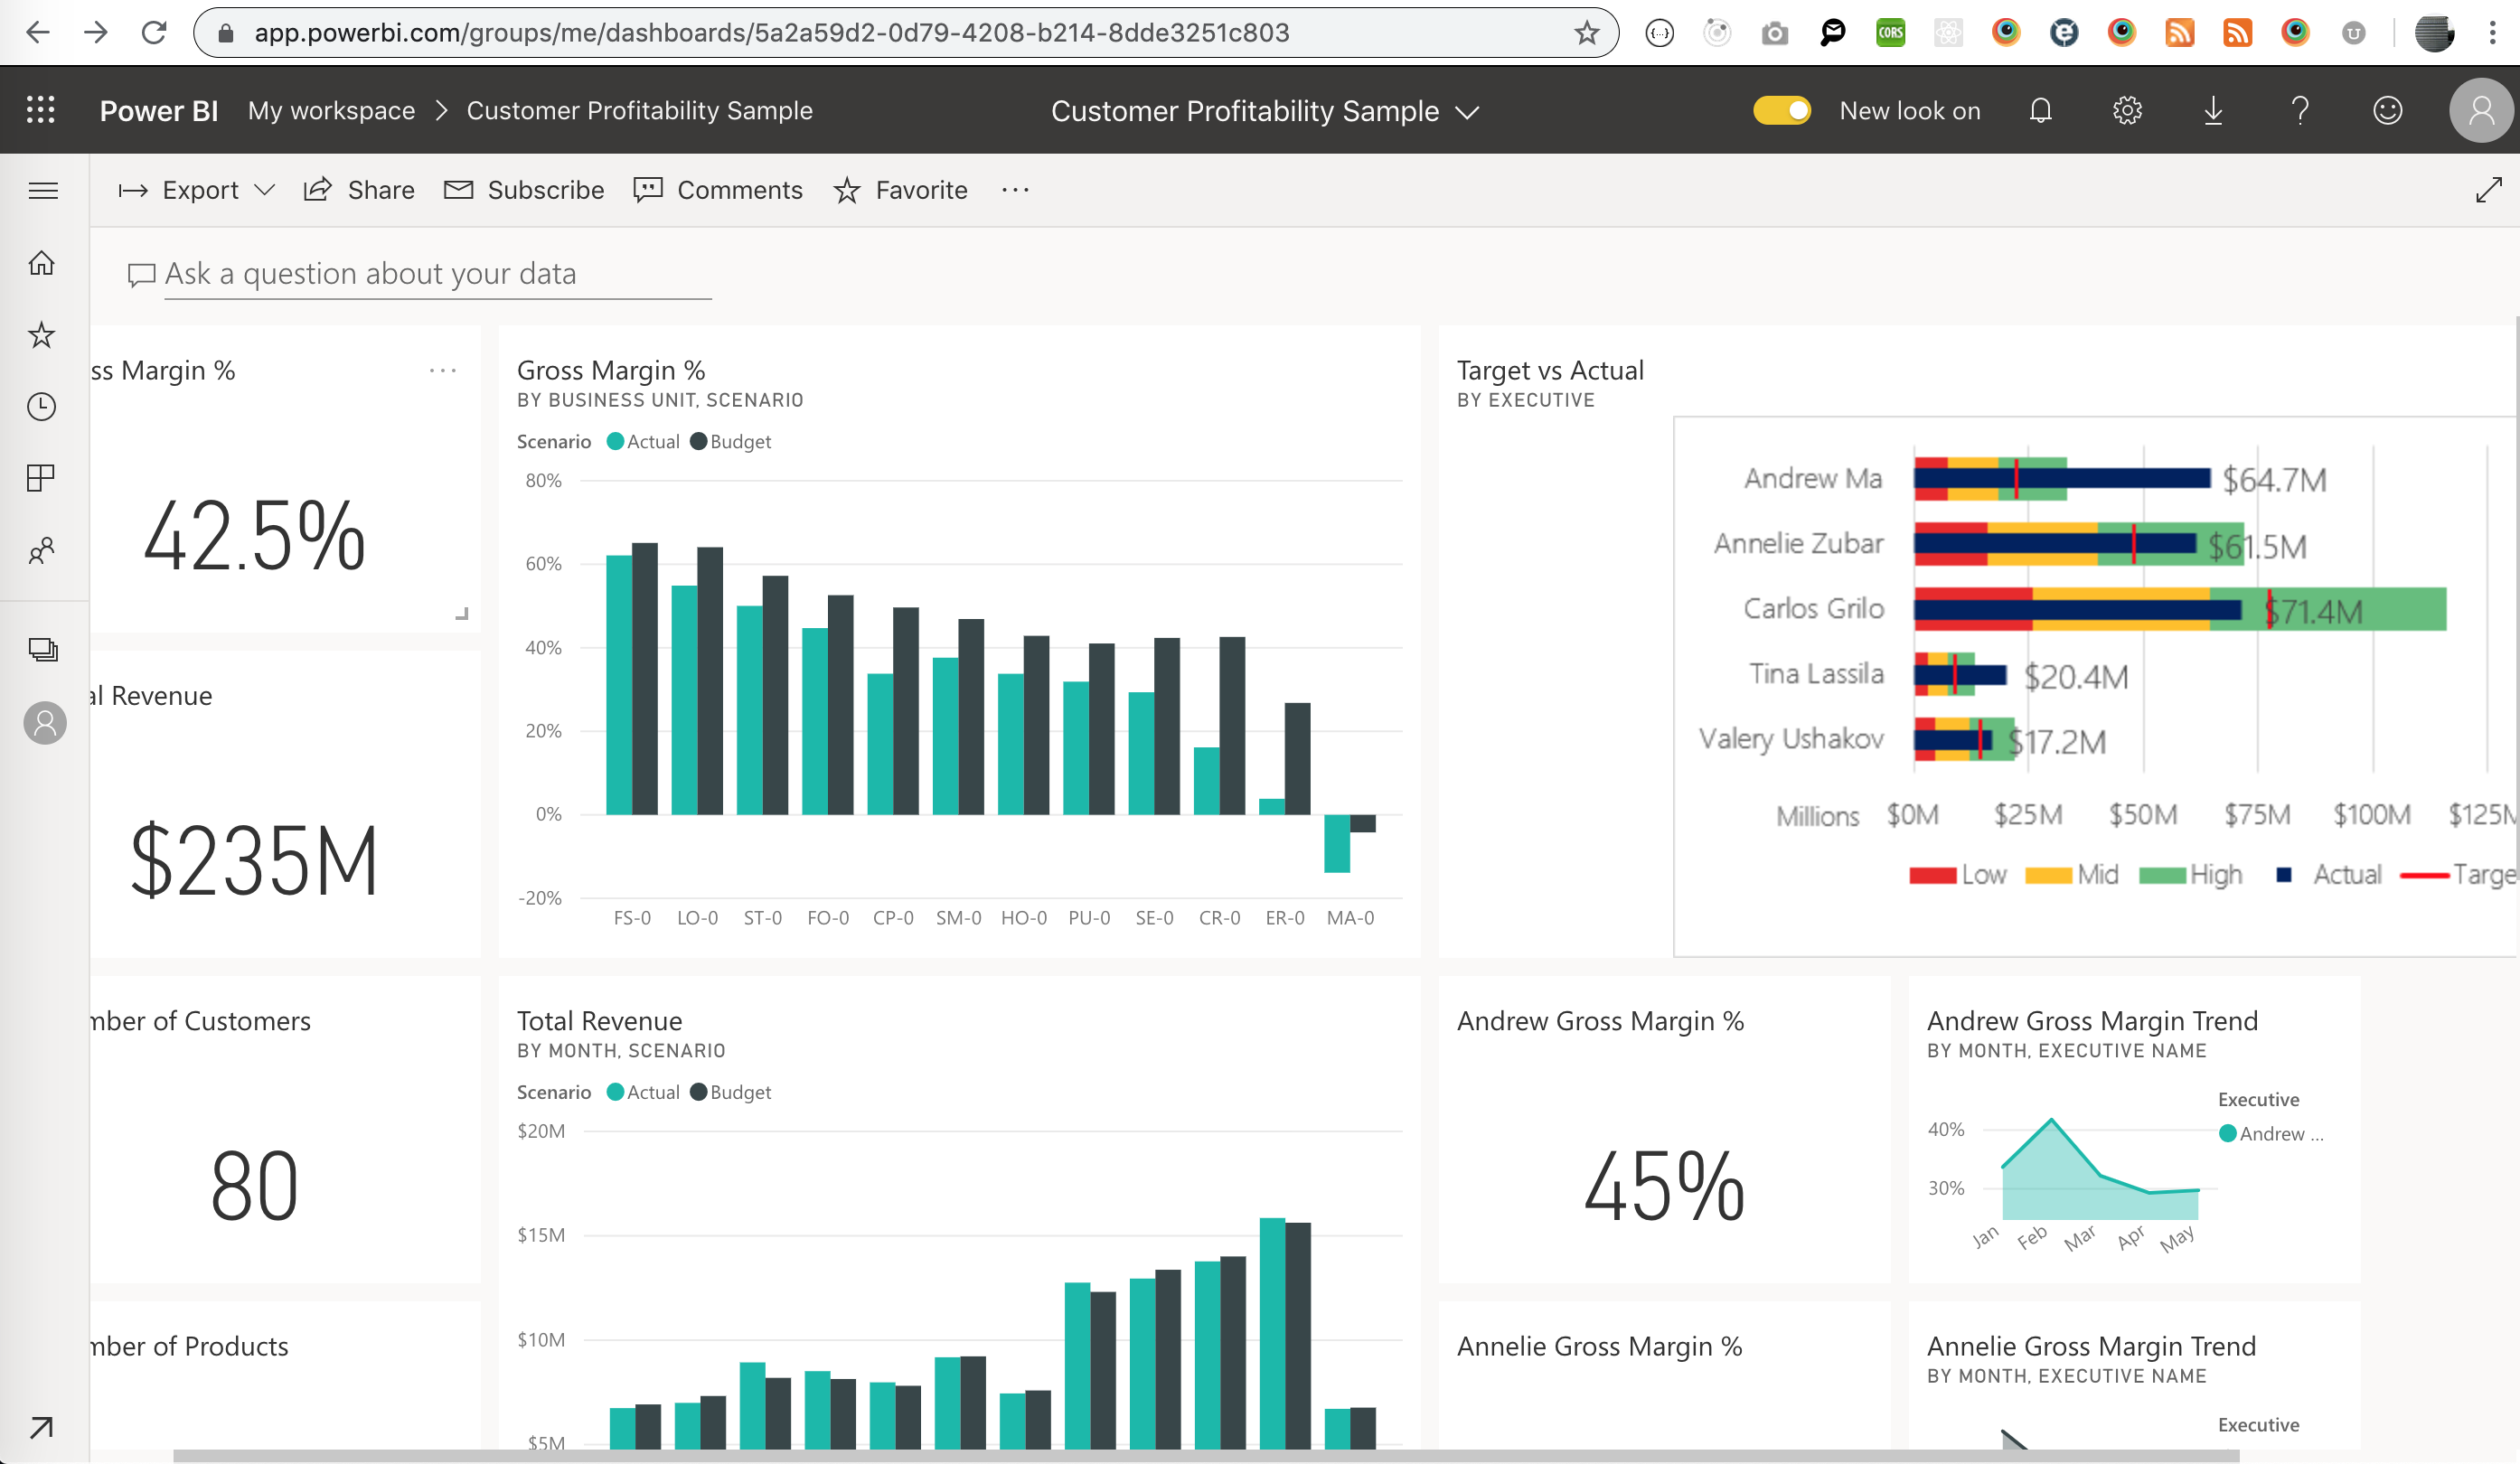 app.powerbi.com/groups/me/dashboards/5a2a59d2-0d79-4208-b214-8dde3251c803
CORS
Power BI My workspace > Customer Profitability Sample
Customer Profitability Sample
New look on
Export Share Subscribe Comments Favorite ...
Ask a question about your data
ss Margin %
...
42.5%
al Revenue
$235M
mber of Customers
80
mber of Products
Gross Margin %
BY BUSINESS UNIT, SCENARIO
Scenario Actual Budget
80%
60%
40%
20%
0%
-20%
FS-0 LO-0 ST-0 FO-0 CP-0 SM-0 HO-0 PU-0 SE-0 CR-0 ER-0 MA-0
Target vs Actual
BY EXECUTIVE
Andrew Ma $64.7M
Annelie Zubar $61.5M
Carlos Grilo $71.4M
Tina Lassila $20.4M
Valery Ushakov $17.2M
Millions $0M $25M $50M $75M $100M $125M
Low Mid High Actual Targe
Total Revenue
BY MONTH, SCENARIO
Scenario Actual Budget
$20M
$15M
$10M
$5M
Andrew Gross Margin %
45%
Andrew Gross Margin Trend
BY MONTH, EXECUTIVE NAME
Executive
Andrew ...
40%
30%
Jan Feb Mar Apr May
Annelie Gross Margin %
Annelie Gross Margin Trend
BY MONTH, EXECUTIVE NAME
Executive